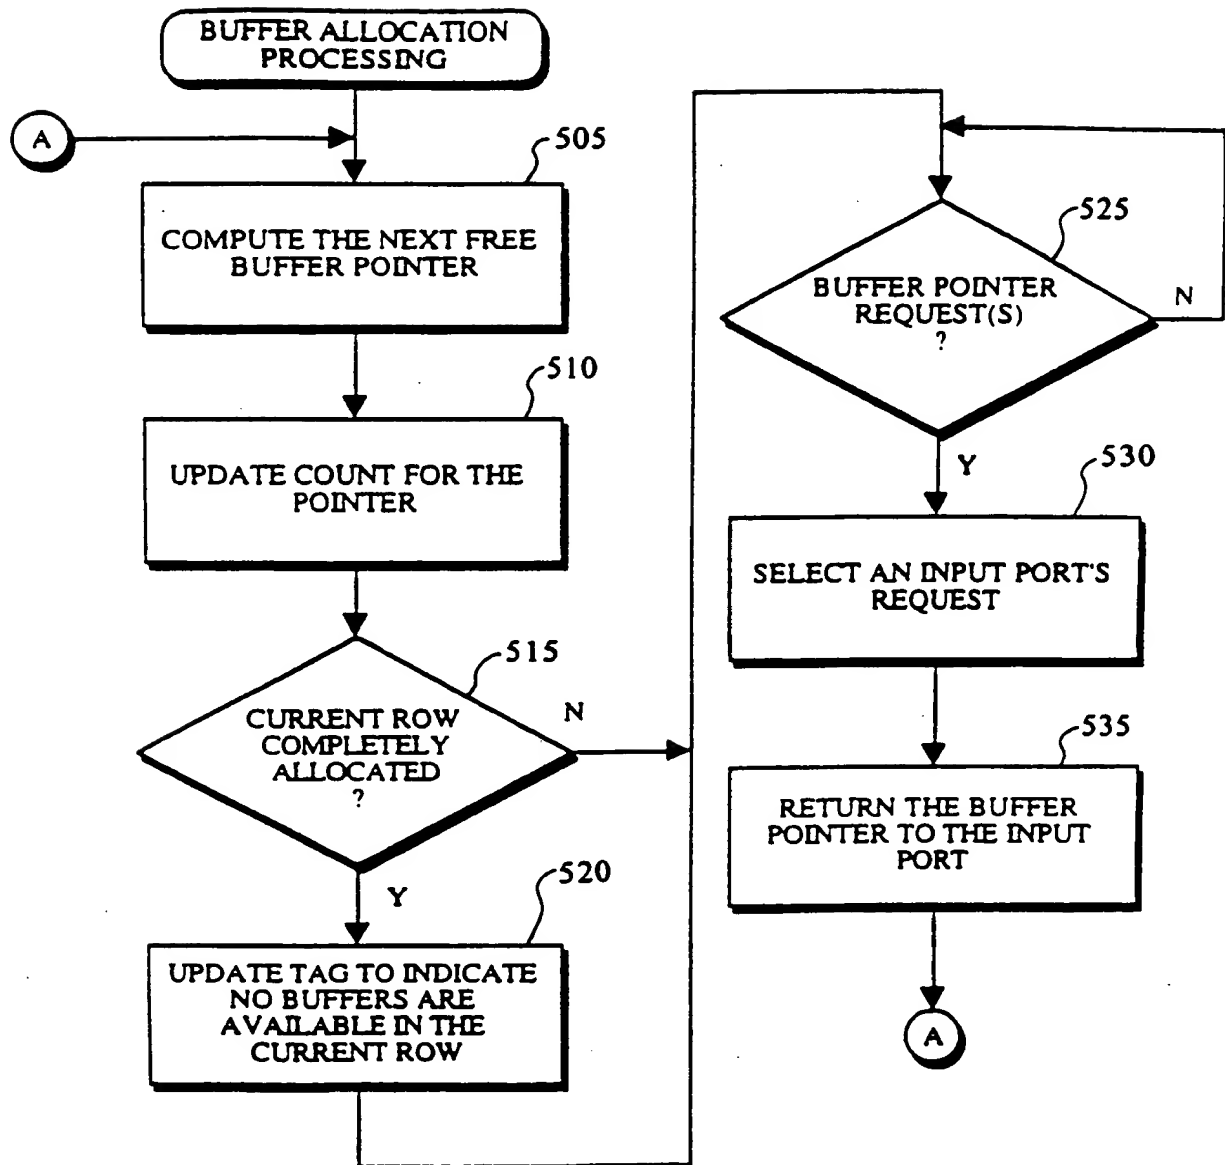 BUFFER ALLOCATION
PROCESSING
A
505
COMPUTE THE NEXT FREE
BUFFER POINTER
510
UPDATE COUNT FOR THE
POINTER
515
CURRENT ROW
COMPLETELY
ALLOCATED
?
N
Y
520
UPDATE TAG TO INDICATE
NO BUFFERS ARE
AVAILABLE IN THE
CURRENT ROW
525
BUFFER POINTER
REQUEST(S)
?
N
Y
530
SELECT AN INPUT PORT'S
REQUEST
535
RETURN THE BUFFER
POINTER TO THE INPUT
PORT
A